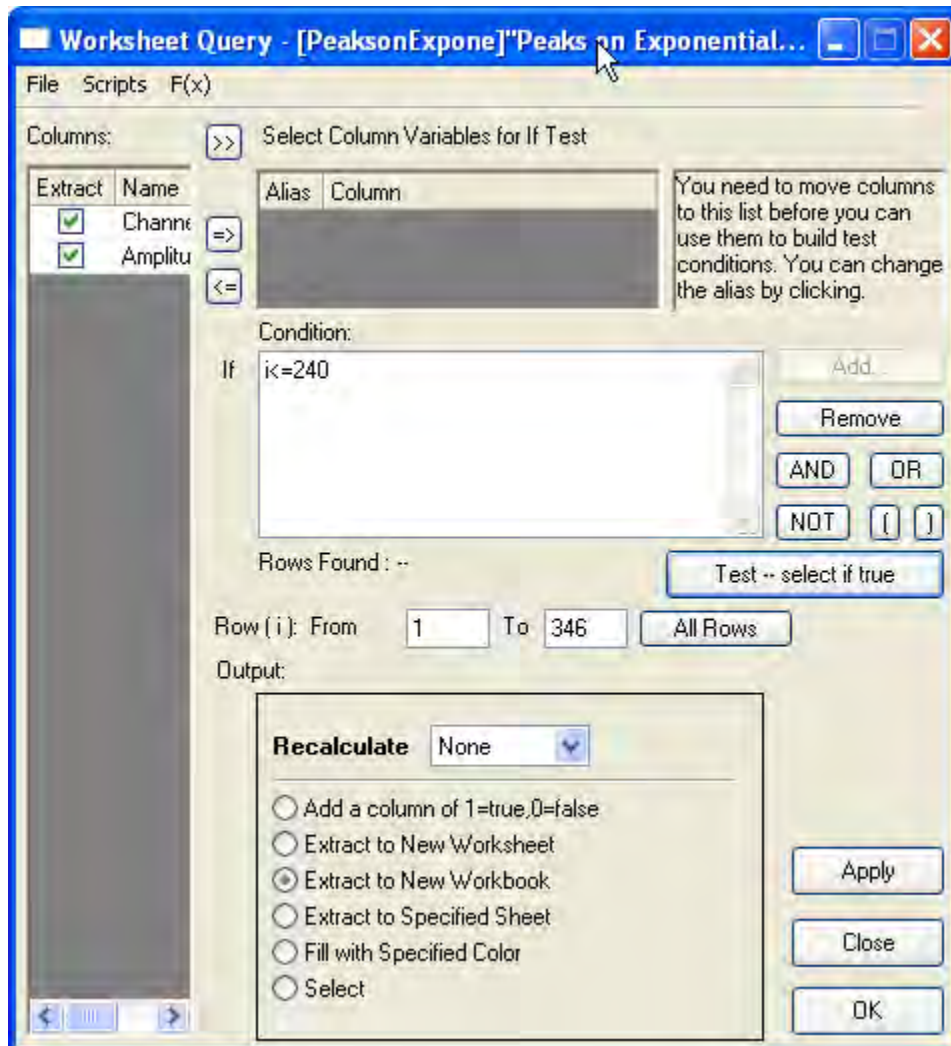 Worksheet Query - [PeaksonExpone]"Peaks on Exponential...
File Scripts F(x)
Columns:
>>
Select Column Variables for If Test
Extract Name
Channe
Amplitu
=>
<=
Alias Column
You need to move columns
to this list before you can
use them to build test
conditions. You can change
the alias by clicking.
Condition:
If
i<=240
Add...
Remove
AND OR
NOT ( )
Rows Found : --
Test -- select if true
Row ( i ): From 1 To 346 All Rows
Output:
Recalculate None
Add a column of 1=true,0=false
Extract to New Worksheet
Extract to New Workbook
Extract to Specified Sheet
Fill with Specified Color
Select
Apply
Close
OK